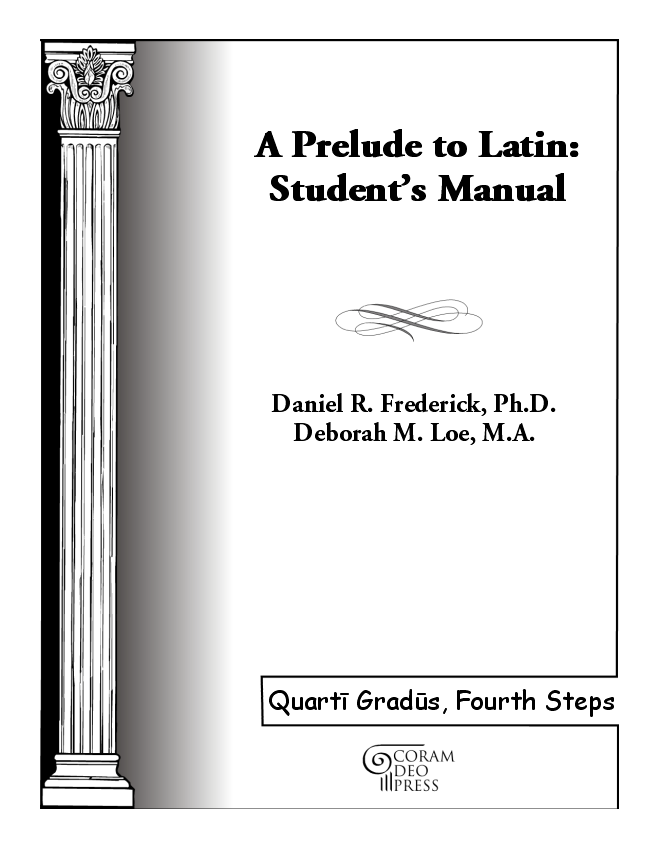 A Prelude to Latin:
Student’s Manual
Daniel R. Frederick, Ph.D.
Deborah M. Loe, M.A.
Quartī Gradūs, Fourth Steps
CORAM
DEO
PRESS